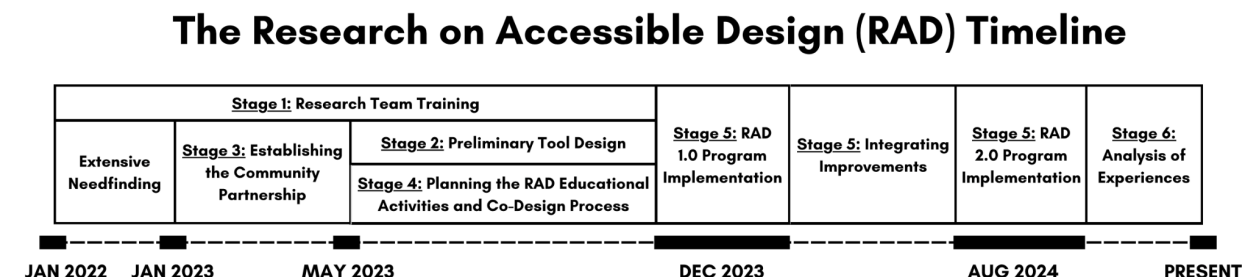 The Research on Accessible Design (RAD) Timeline
Stage 1: Research Team Training
Extensive
Needfinding
Stage 3: Establishing
the Community
Partnership
Stage 2: Preliminary Tool Design
Stage 4: Planning the RAD Educational
Activities and Co-Design Process
Stage 5: RAD
1.0 Program
Implementation
Stage 5: Integrating
Improvements
Stage 5: RAD
2.0 Program
Implementation
Stage 6:
Analysis of
Experiences
JAN 2022 JAN 2023 MAY 2023 DEC 2023 AUG 2024 PRESENT